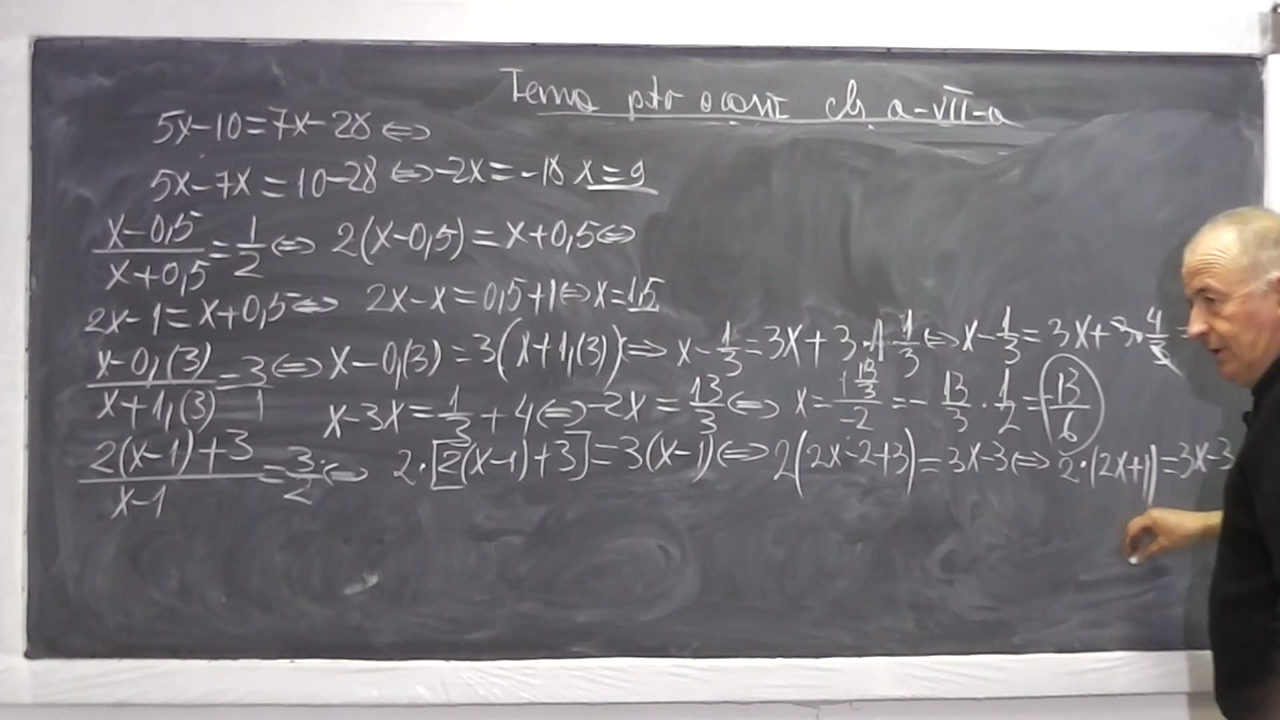 Tema ptr a-VII-a
5x-10=7x-28 ⇔
5x-7x=10-28 ⇔ -2x=-18 x=9
x-0,5/x+0,5 = 1/2 ⇔ 2(x-0,5)=x+0,5 ⇔
2x-1=x+0,5 ⇔ 2x-x=0,5+1 ⇔ x=1,5
x-0,(3)/x+1,(3) = 3/1 ⇔ x-0,(3)=3(x+1,(3)) ⇔ x-1/3=3x+3·1 1/3 ⇔ x-1/3=3x+3·4/3
x-3x=1/3+4 ⇔ -2x=13/3 ⇔ x=+13/3/-2=-13/3·1/2=-13/6
2(x-1)+3/x-1 = 3/2 ⇔ 2·[2(x-1)+3]=3(x-1) ⇔ 2(2x-2+3)=3x-3 ⇔ 2·(2x+1)=3x-3